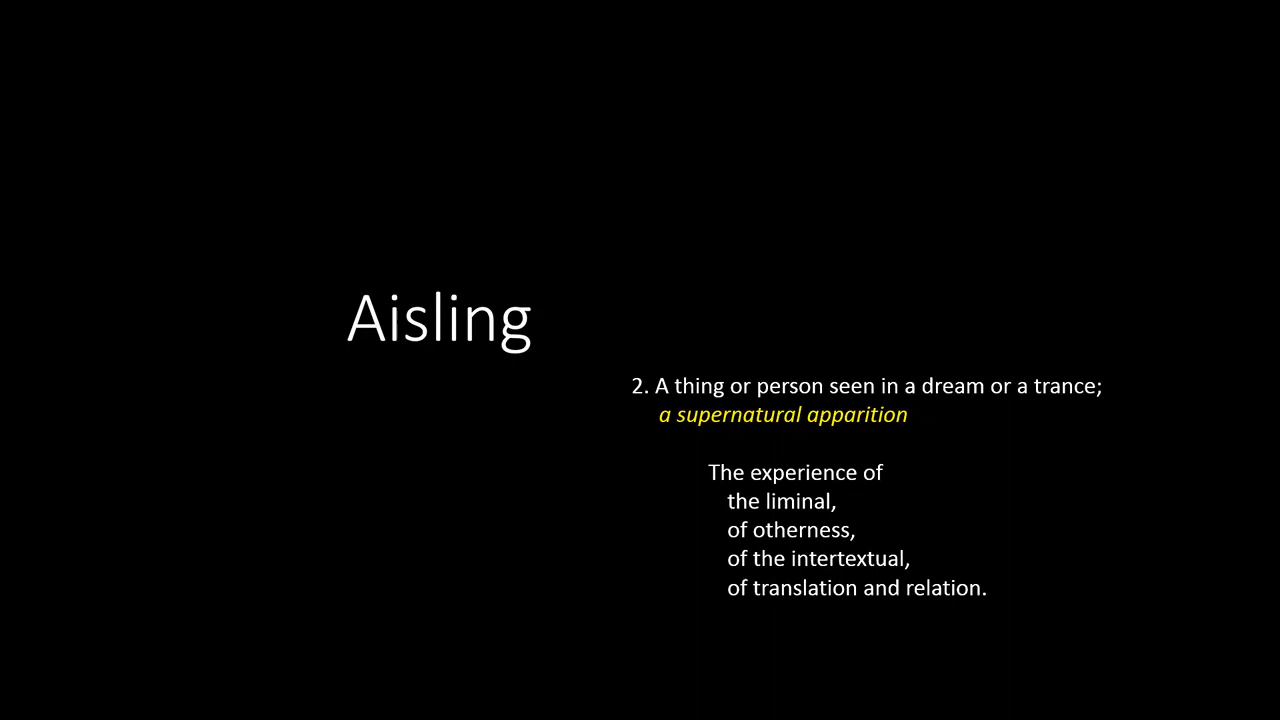 Aisling
2. A thing or person seen in a dream or a trance;
a supernatural apparition
The experience of
the liminal,
of otherness,
of the intertextual,
of translation and relation.